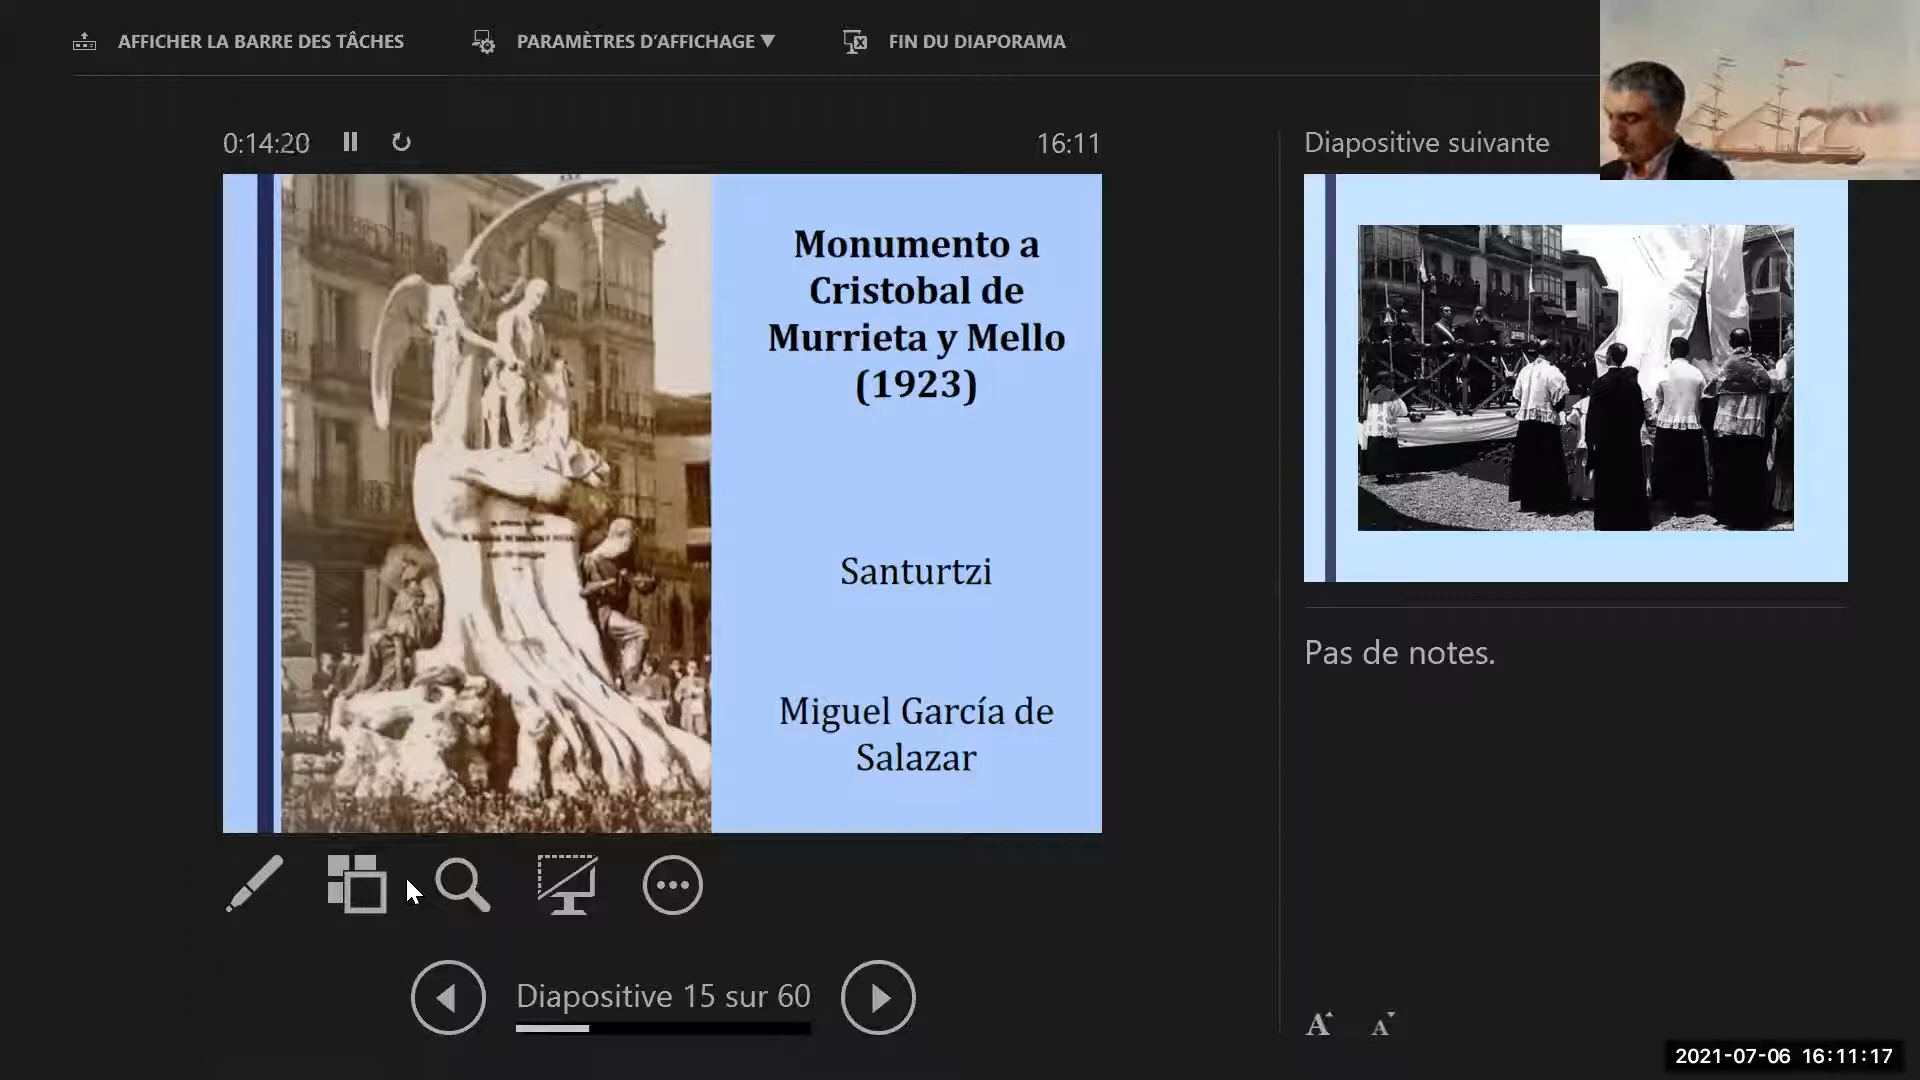 AFFICHER LA BARRE DES TÂCHES
PARAMÈTRES D'AFFICHAGE ▼
FIN DU DIAPORAMA
0:14:20
16:11
Diapositive suivante
Monumento a
Cristobal de
Murrieta y Mello
(1923)
Santurtzi
Miguel García de
Salazar
Pas de notes.
Diapositive 15 sur 60
2021-07-06 16:11:17